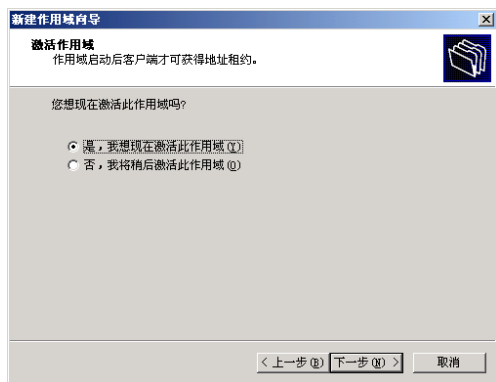 新建作用域向导
激活作用域
作用域启动后客户端才可获得地址租约。
您想现在激活此作用域吗?
是，我想现在激活此作用域(Y)
否，我将稍后激活此作用域(O)
< 上一步(B) 下一步(N) > 取消